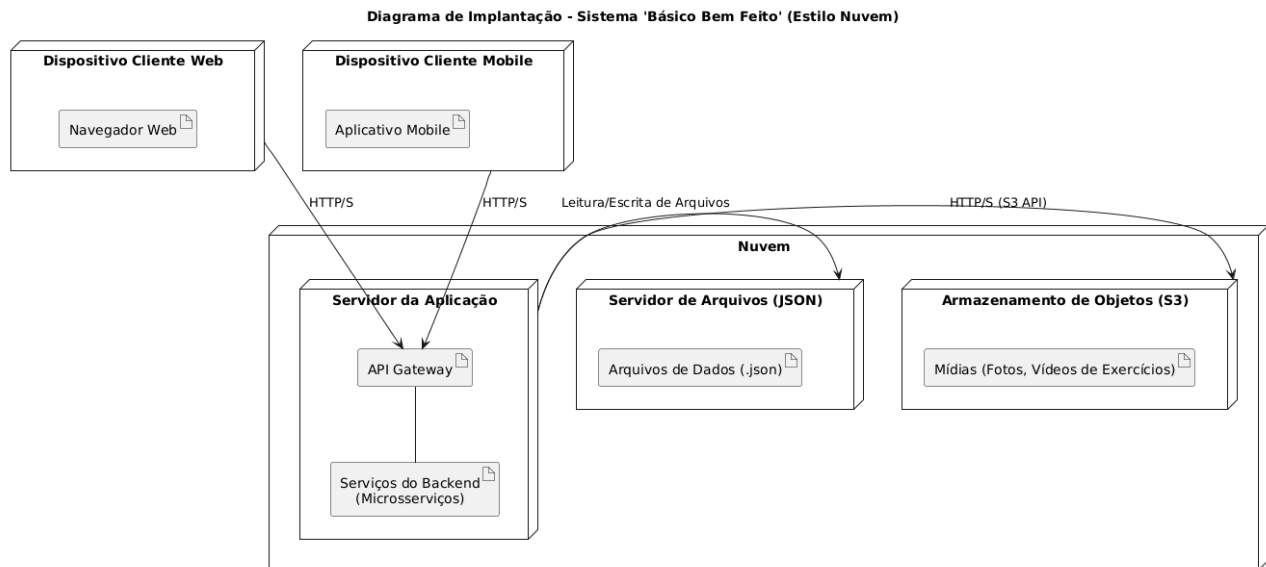 Diagrama de Implantação - Sistema 'Básico Bem Feito' (Estilo Nuvem)
Dispositivo Cliente Web
Dispositivo Cliente Mobile
Navegador Web
Aplicativo Mobile
HTTP/S
HTTP/S
Leitura/Escrita de Arquivos
HTTP/S (S3 API)
Nuvem
Servidor da Aplicação
Servidor de Arquivos (JSON)
Armazenamento de Objetos (S3)
API Gateway
Arquivos de Dados (.json)
Mídias (Fotos, Vídeos de Exercícios)
Serviços do Backend
(Microsserviços)